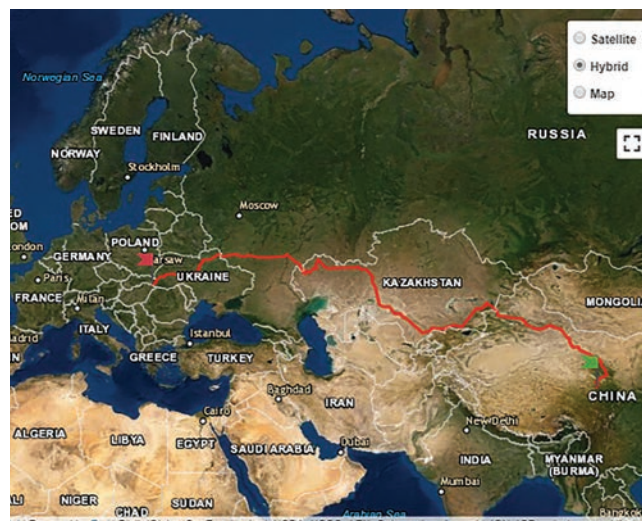 Satellite
Hybrid
Map
Norwegian Sea
RUSSIA
SWEDEN
FINLAND
NORWAY
Stockholm
Moscow
POLAND
London
GERMANY
Paris
UKRAINE
KAZAKHSTAN
FRANCE
Milan
MONGOLI
ITALY
Istanbul
GREECE
TURKEY
CHINA
Baghdad
IRAN
Cairo
New Delhi
ALGERIA
LIBYA
EGYPT
SAUDI ARABIA
Dubai
INDIA
MYANMAR
(BURMA)
Mumbai
NIGER
SUDAN
CHAD
Arabian Sea
Bangkok